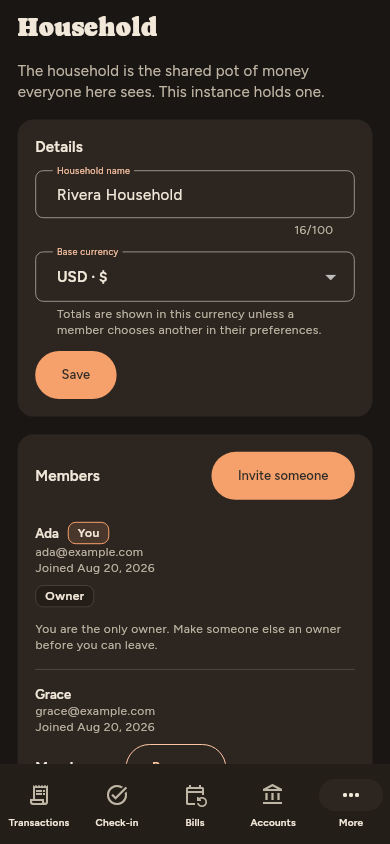 Household
The household is the shared pot of money
everyone here sees. This instance holds one.
Details
Household name
Rivera Household
16/100
Base currency
USD · $
Totals are shown in this currency unless a
member chooses another in their preferences.
Save
Members
Invite someone
Ada You
ada@example.com
Joined Aug 20, 2026
Owner
You are the only owner. Make someone else an owner
before you can leave.
Grace
grace@example.com
Joined Aug 20, 2026
Transactions
Check-in
Bills
Accounts
More